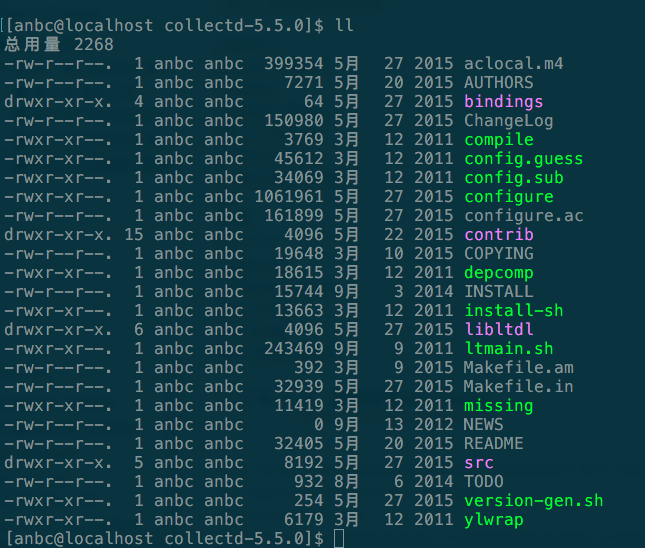 [[anbc@localhost collectd-5.5.0]$ ll
总用量 2268
-rw-r--r--.  1 anbc anbc  399354 5月  27 2015 aclocal.m4
-rw-r--r--.  1 anbc anbc    7271 5月  20 2015 AUTHORS
drwxr-xr-x.  4 anbc anbc      64 5月  27 2015 bindings
-rw-r--r--.  1 anbc anbc  150980 5月  27 2015 ChangeLog
-rwxr-xr--.  1 anbc anbc    3769 3月  12 2011 compile
-rwxr-xr--.  1 anbc anbc   45612 3月  12 2011 config.guess
-rwxr-xr--.  1 anbc anbc   34069 3月  12 2011 config.sub
-rwxr-xr--.  1 anbc anbc 1061961 5月  27 2015 configure
-rw-r--r--.  1 anbc anbc  161899 5月  27 2015 configure.ac
drwxr-xr-x. 15 anbc anbc    4096 5月  22 2015 contrib
-rw-r--r--.  1 anbc anbc   19648 3月  10 2015 COPYING
-rwxr-xr--.  1 anbc anbc   18615 3月  12 2011 depcomp
-rw-r--r--.  1 anbc anbc   15744 9月   3 2014 INSTALL
-rwxr-xr--.  1 anbc anbc   13663 3月  12 2011 install-sh
drwxr-xr-x.  6 anbc anbc    4096 5月  27 2015 libltdl
-rwxr-xr--.  1 anbc anbc  243469 9月   9 2011 ltmain.sh
-rw-r--r--.  1 anbc anbc     392 3月   9 2015 Makefile.am
-rw-r--r--.  1 anbc anbc   32939 5月  27 2015 Makefile.in
-rwxr-xr--.  1 anbc anbc   11419 3月  12 2011 missing
-rw-r--r--.  1 anbc anbc       0 9月  13 2012 NEWS
-rw-r--r--.  1 anbc anbc   32405 5月  20 2015 README
drwxr-xr-x.  5 anbc anbc    8192 5月  27 2015 src
-rw-r--r--.  1 anbc anbc     932 8月   6 2014 TODO
-rwxr-xr--.  1 anbc anbc     254 5月  27 2015 version-gen.sh
-rwxr-xr--.  1 anbc anbc    6179 3月  12 2011 ylwrap
[anbc@localhost collectd-5.5.0]$